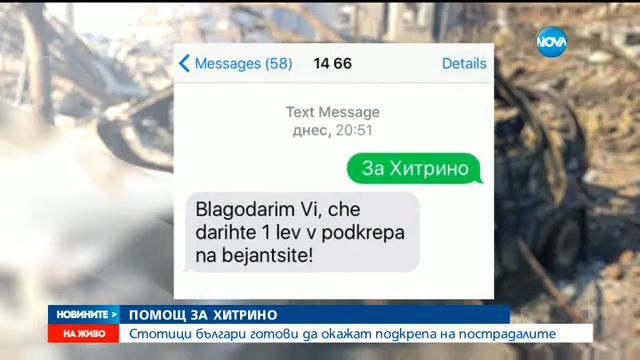 NOVA
Messages (58)
14 66
Details
Text Message
днес, 20:51
За Хитрино
Blagodarim Vi, che
darihte 1 lev v podkrepa
na bejantsite!
НОВИНИТЕ >
ПОМОЩ ЗА ХИТРИНО
НА ЖИВО
Стотици българи готови да окажат подкрепа на пострадалите